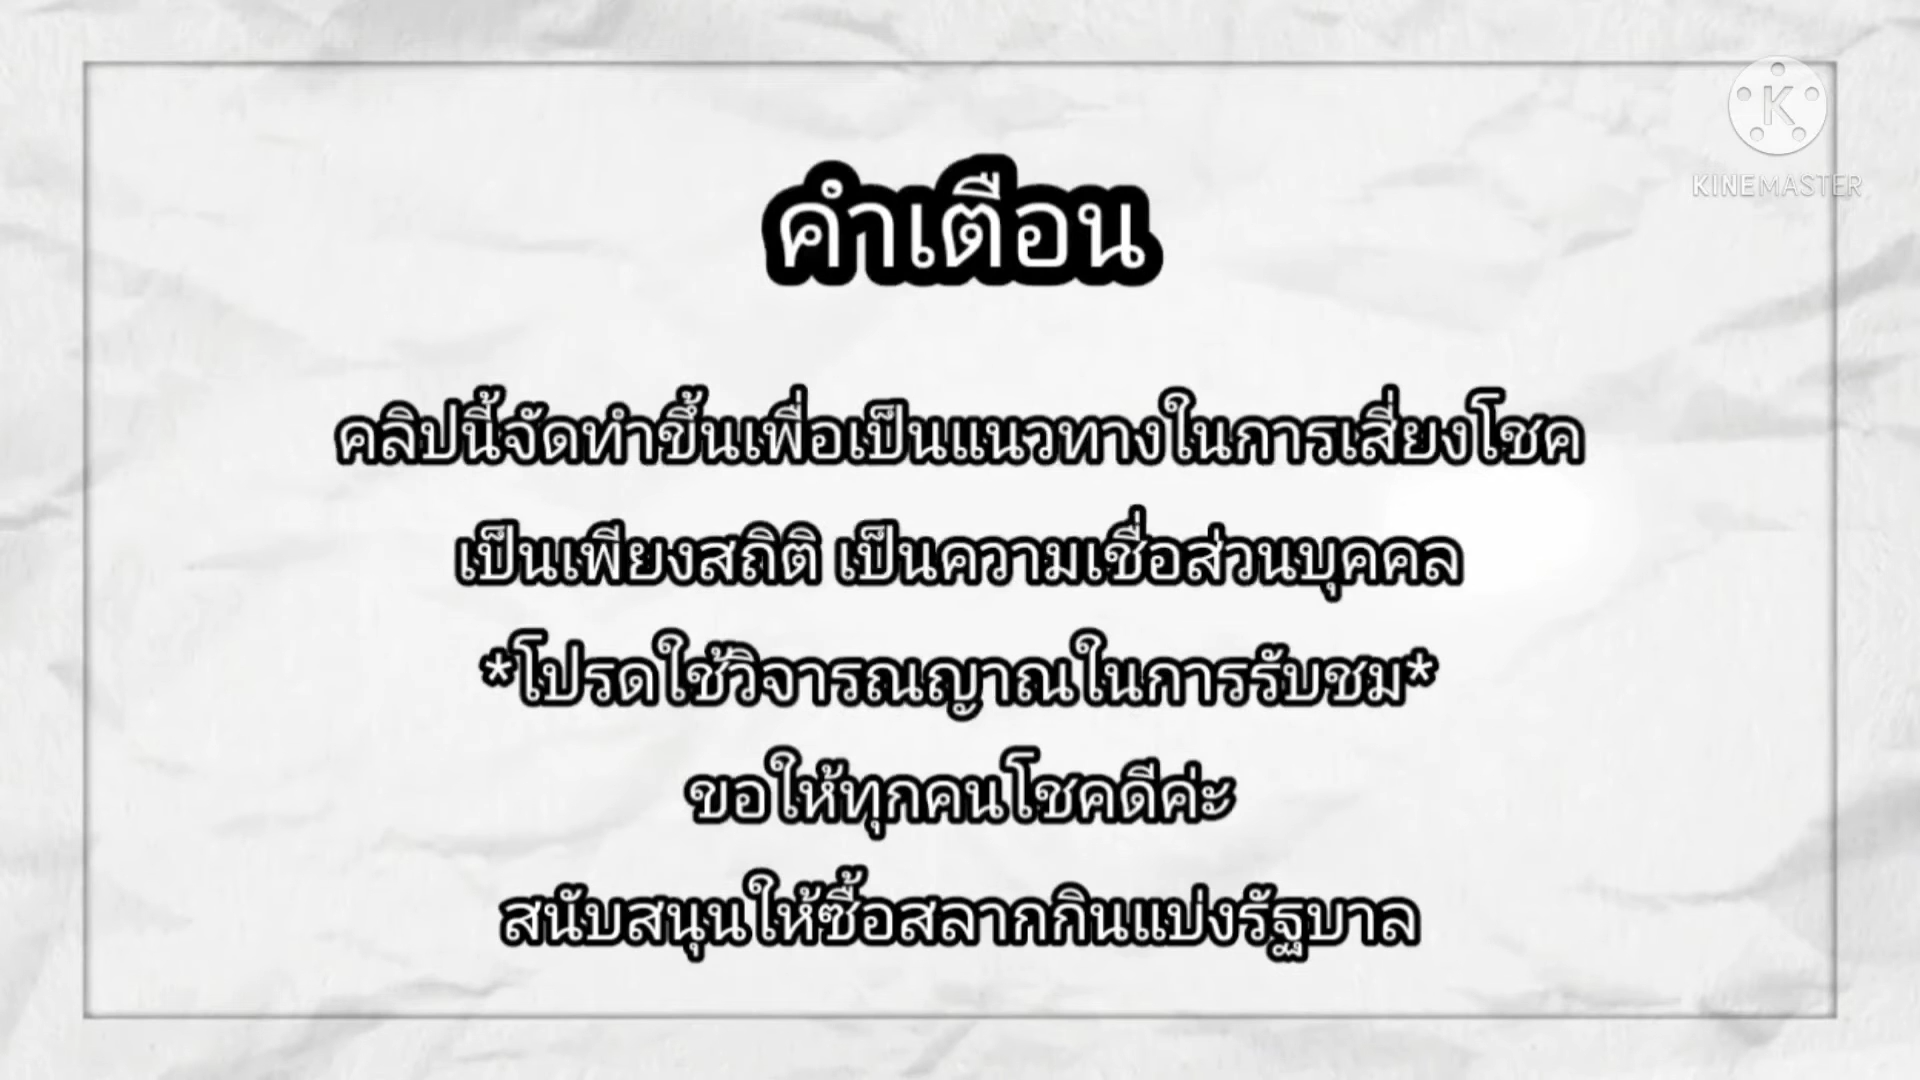 คำเตือน
KINEMASTER
คลิปนี้จัดทำขึ้นเพื่อเป็นแนวทางในการเสี่ยงโชค
เป็นเพียงสถิติ เป็นความเชื่อส่วนบุคคล
*โปรดใช้วิจารณญาณในการรับชม*
ขอให้ทุกคนโชคดีค่ะ
สนับสนุนให้ซื้อสลากกินแบ่งรัฐบาล